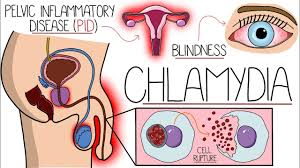 PELVIC INFLAMMATORY
DISEASE (PID)
BLINDNESS
CHLAMYDIA
CELL
RUPTURE